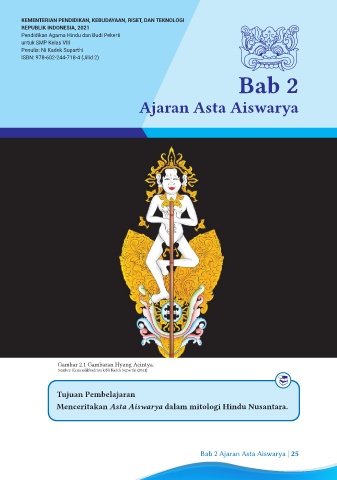 KEMENTERIAN PENDIDIKAN, KEBUDAYAAN, RISET, DAN TEKNOLOGI
REPUBLIK INDONESIA, 2021
Pendidikan Agama Hindu dan Budi Pekerti
untuk SMP Kelas VIII
Penulis: Ni Kadek Suparthi
ISBN: 978-602-244-718-4 (Jilid 2)
Bab 2
Ajaran Asta Aiswarya
Gambar 2.1 Gambaran Hyang Acintya.
Tujuan Pembelajaran
Menceritakan Asta Aiswarya dalam mitologi Hindu Nusantara.
Bab 2 Ajaran Asta Aiswarya | 25